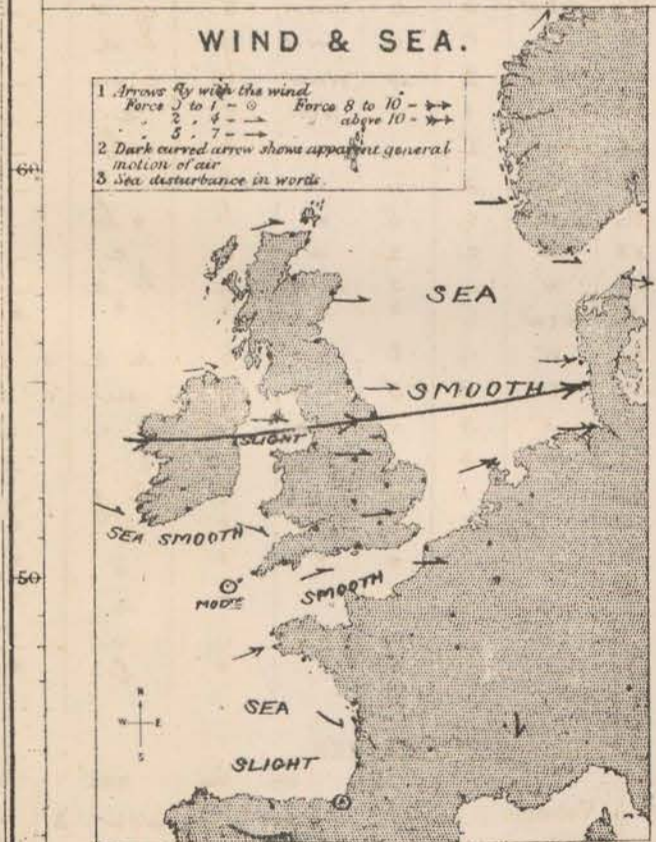 WIND & SEA.
1 Arrows fly with the wind
Force 0 to 1 - ⊙ Force 8 to 10 -
" 2 " 4 - → above 10 -
" 5 " 7 - →
2 Dark curved arrow shows apparent general
motion of air
3 Sea disturbance in words.
60
SEA
SMOOTH
SLIGHT
SEA SMOOTH
50
SMOOTH
MODTE
N
W E
S
SEA
SLIGHT